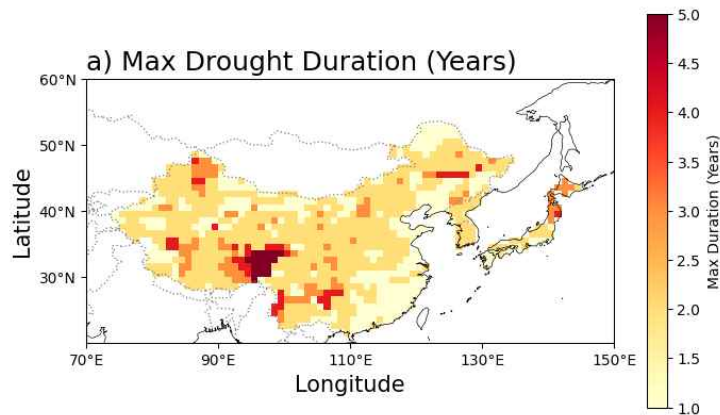 a) Max Drought Duration (Years)
60°N
50°N
40°N
30°N
Latitude
70°E 90°E 110°E 130°E 150°E
Longitude
5.0
4.5
4.0
3.5
3.0
2.5
2.0
1.5
1.0
Max Duration (Years)